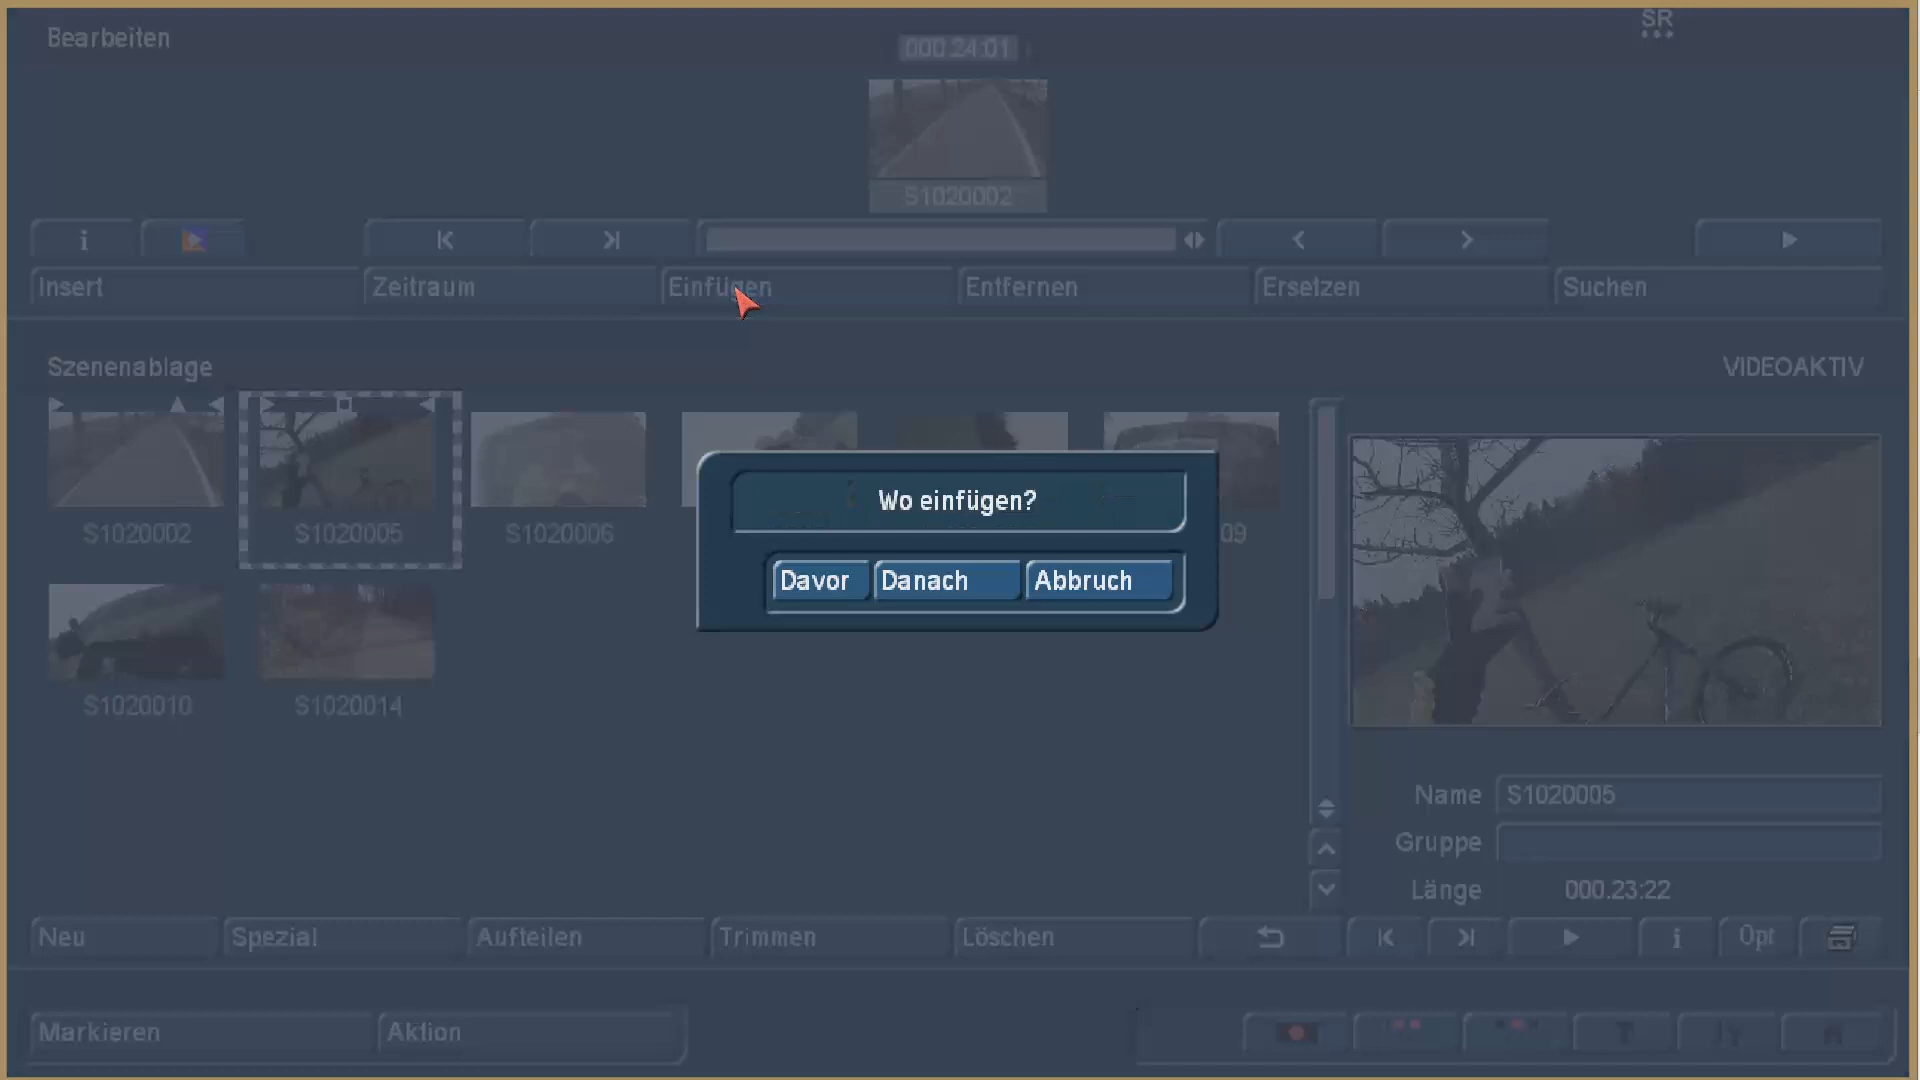 Bearbeiten
SR
000.24:01
S1020002
i
Insert
Zeitraum
Einfügen
Entfernen
Ersetzen
Suchen
Szenenablage
VIDEOAKTIV
S1020002
S1020005
S1020006
09
Wo einfügen?
Davor
Danach
Abbruch
S1020010
S1020014
Name
S1020005
Gruppe
Länge
000.23:22
Neu
Spezial
Aufteilen
Trimmen
Löschen
i
Opt
Markieren
Aktion
T